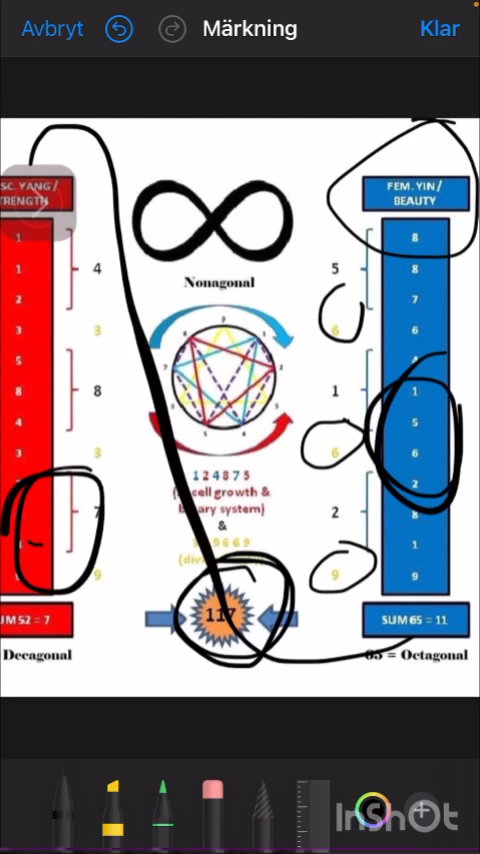 Avbryt Märkning Klar
SC. YANG /
TRENGTH
FEM. YIN /
BEAUTY
1
1
2
3
5
8
4
3
4
3
8
3
7
9
Nonagonal
1 2 4 8 7 5
cell growth &
ary system)
&
9 6 6 9
117
5
6
1
6
2
9
8
8
7
6
4
1
5
6
2
8
1
9
UM 52 = 7
SUM 65 = 11
Decagonal
= Octagonal
InShOt